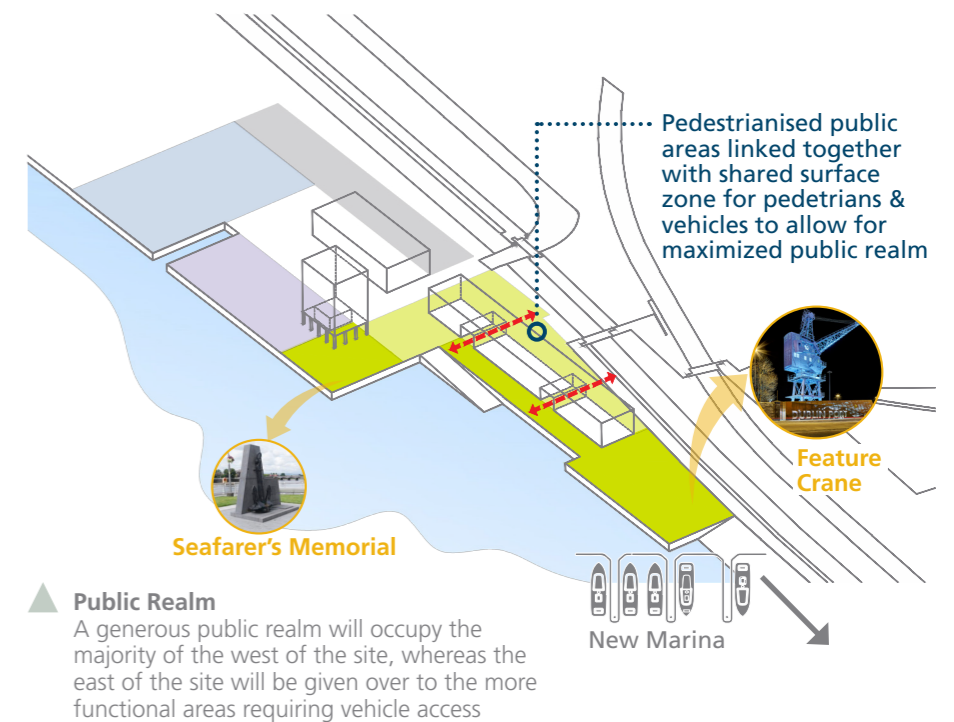 Pedestrianised public
areas linked together
with shared surface
zone for pedetrians &
vehicles to allow for
maximized public realm
Feature
Crane
Seafarer's Memorial
New Marina
Public Realm
A generous public realm will occupy the
majority of the west of the site, whereas the
east of the site will be given over to the more
functional areas requiring vehicle access